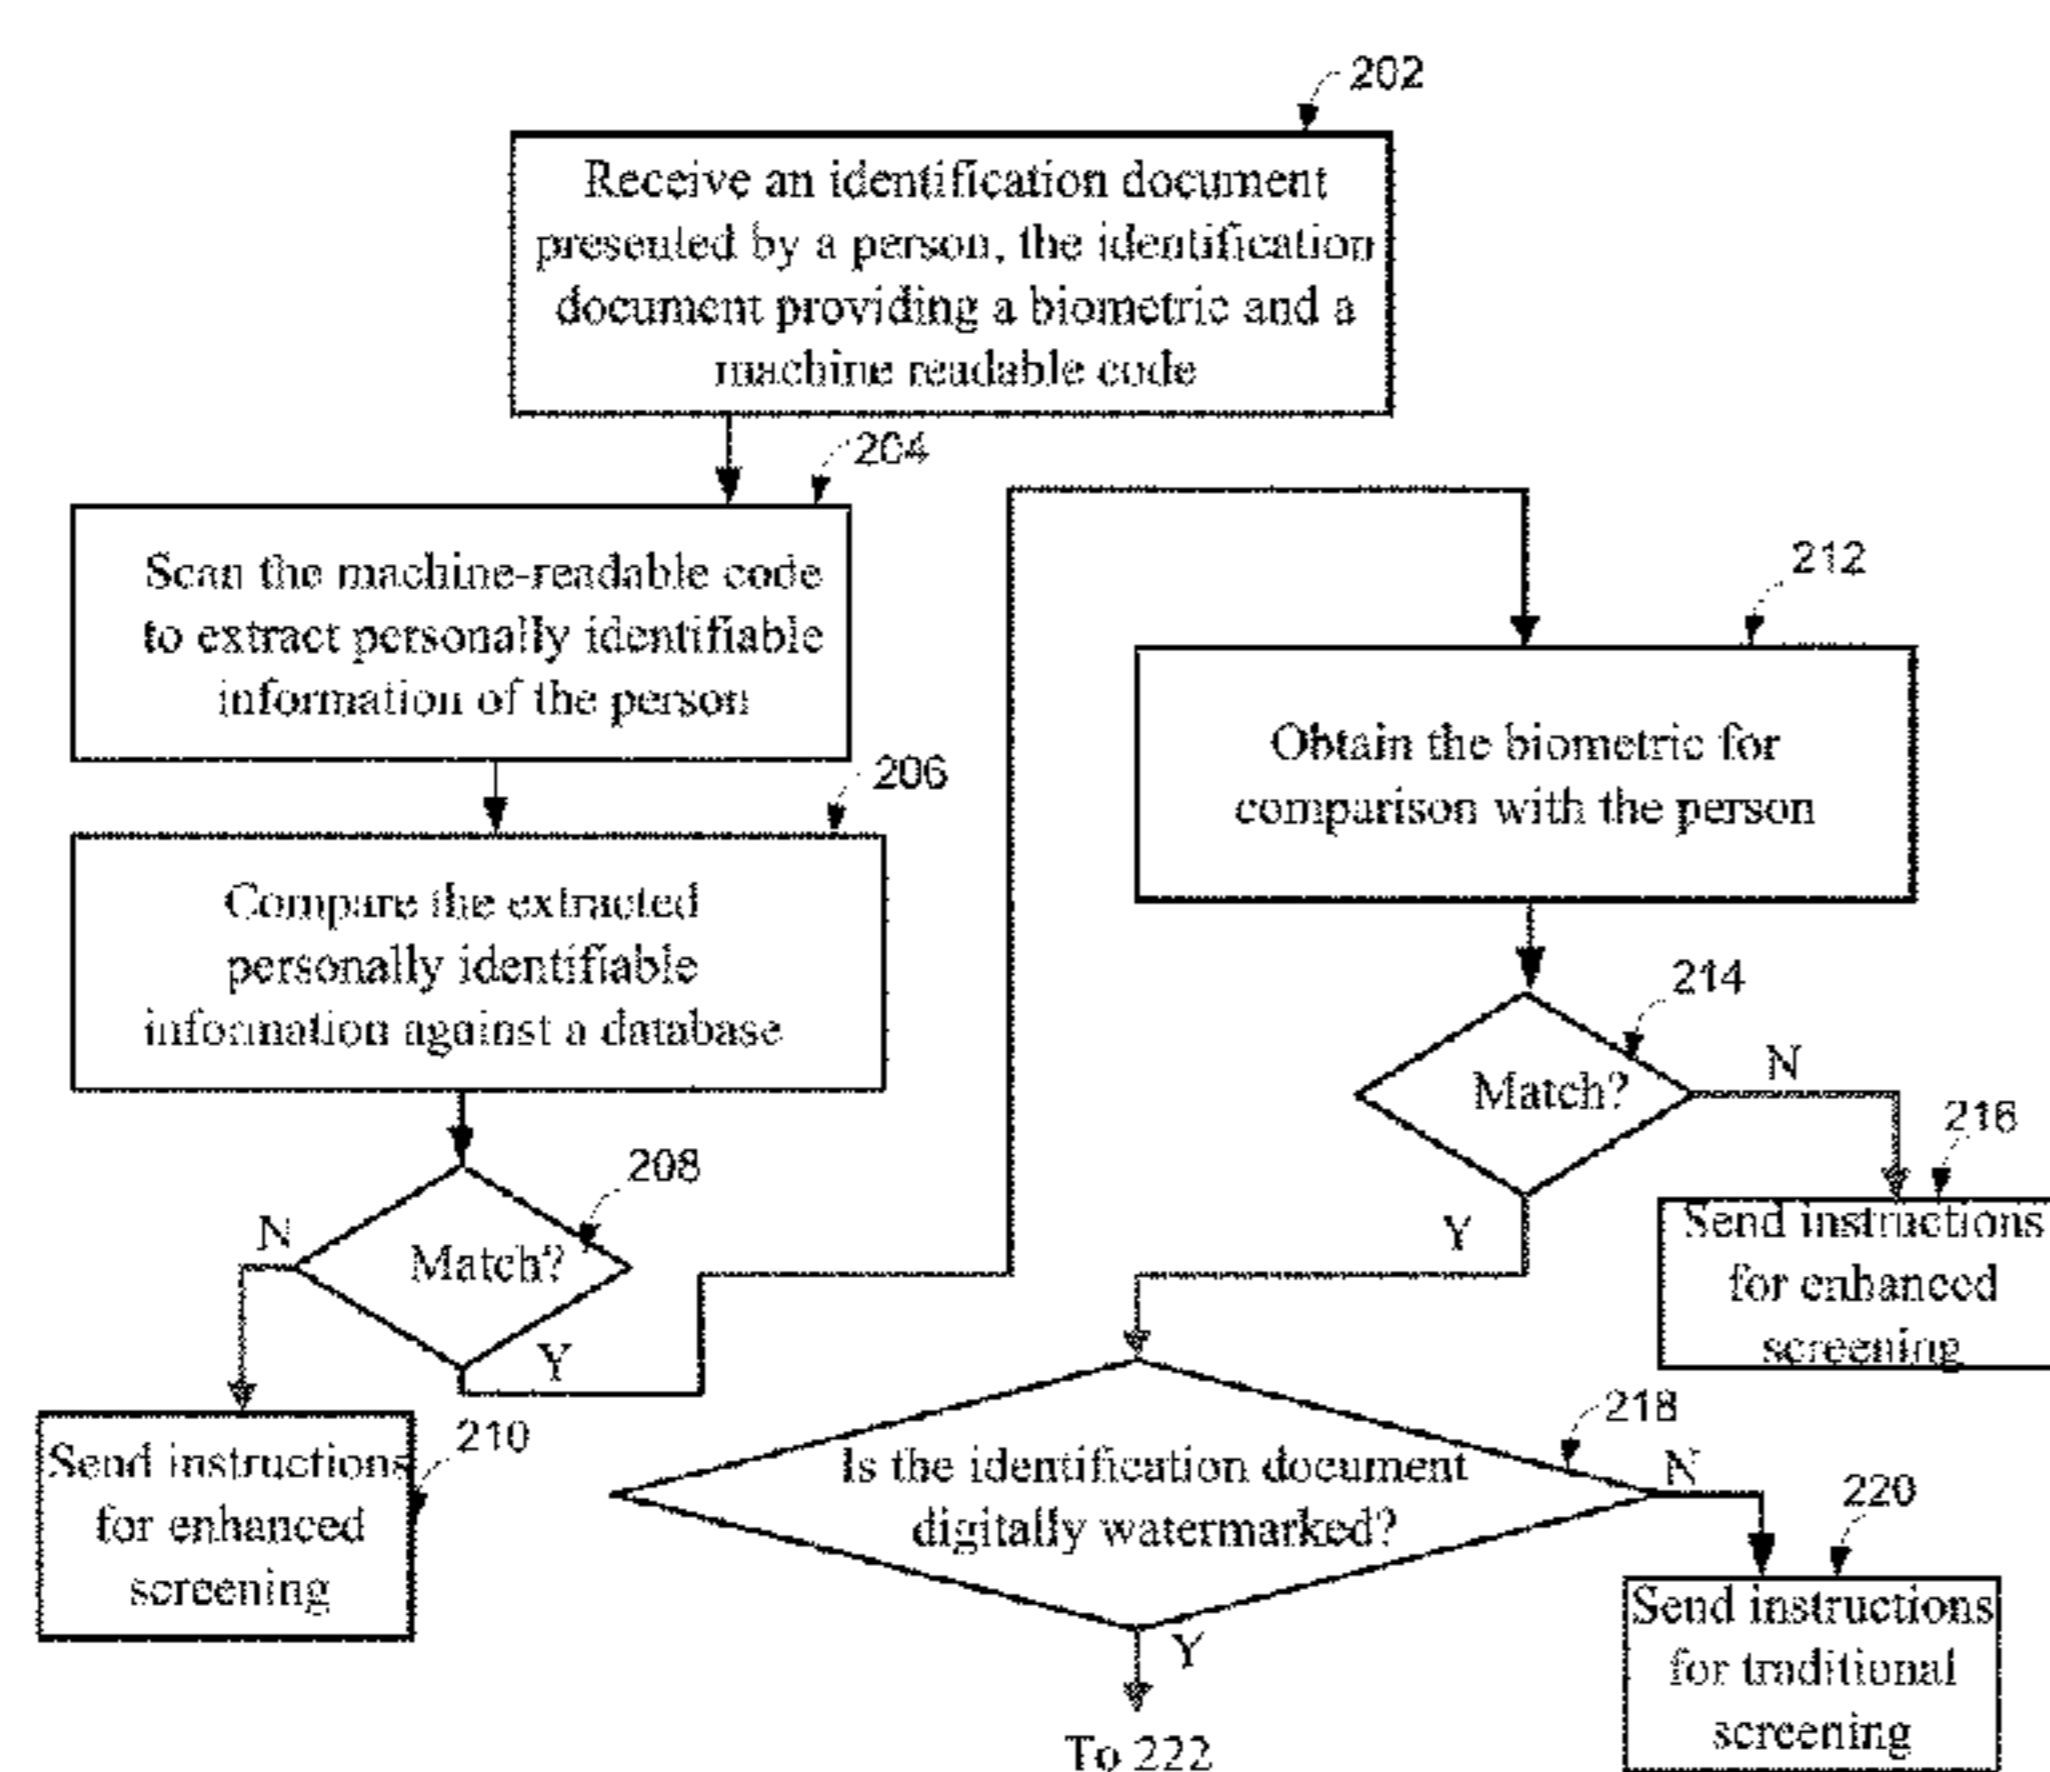 202
Receive an identification document
presented by a person, the identification
document providing a biometric and a
machine readable code
204
Scan the machine-readable code
to extract personally identifiable
information of the person
206
Compare the extracted
personally identifiable
information against a database
208
Match?
N
Y
210
Send instructions
for enhanced
screening
212
Obtain the biometric for
comparison with the person
214
Match?
N
Y
216
Send instructions
for enhanced
screening
218
Is the identification document
digitally watermarked?
N
Y
220
Send instructions
for traditional
screening
To 222